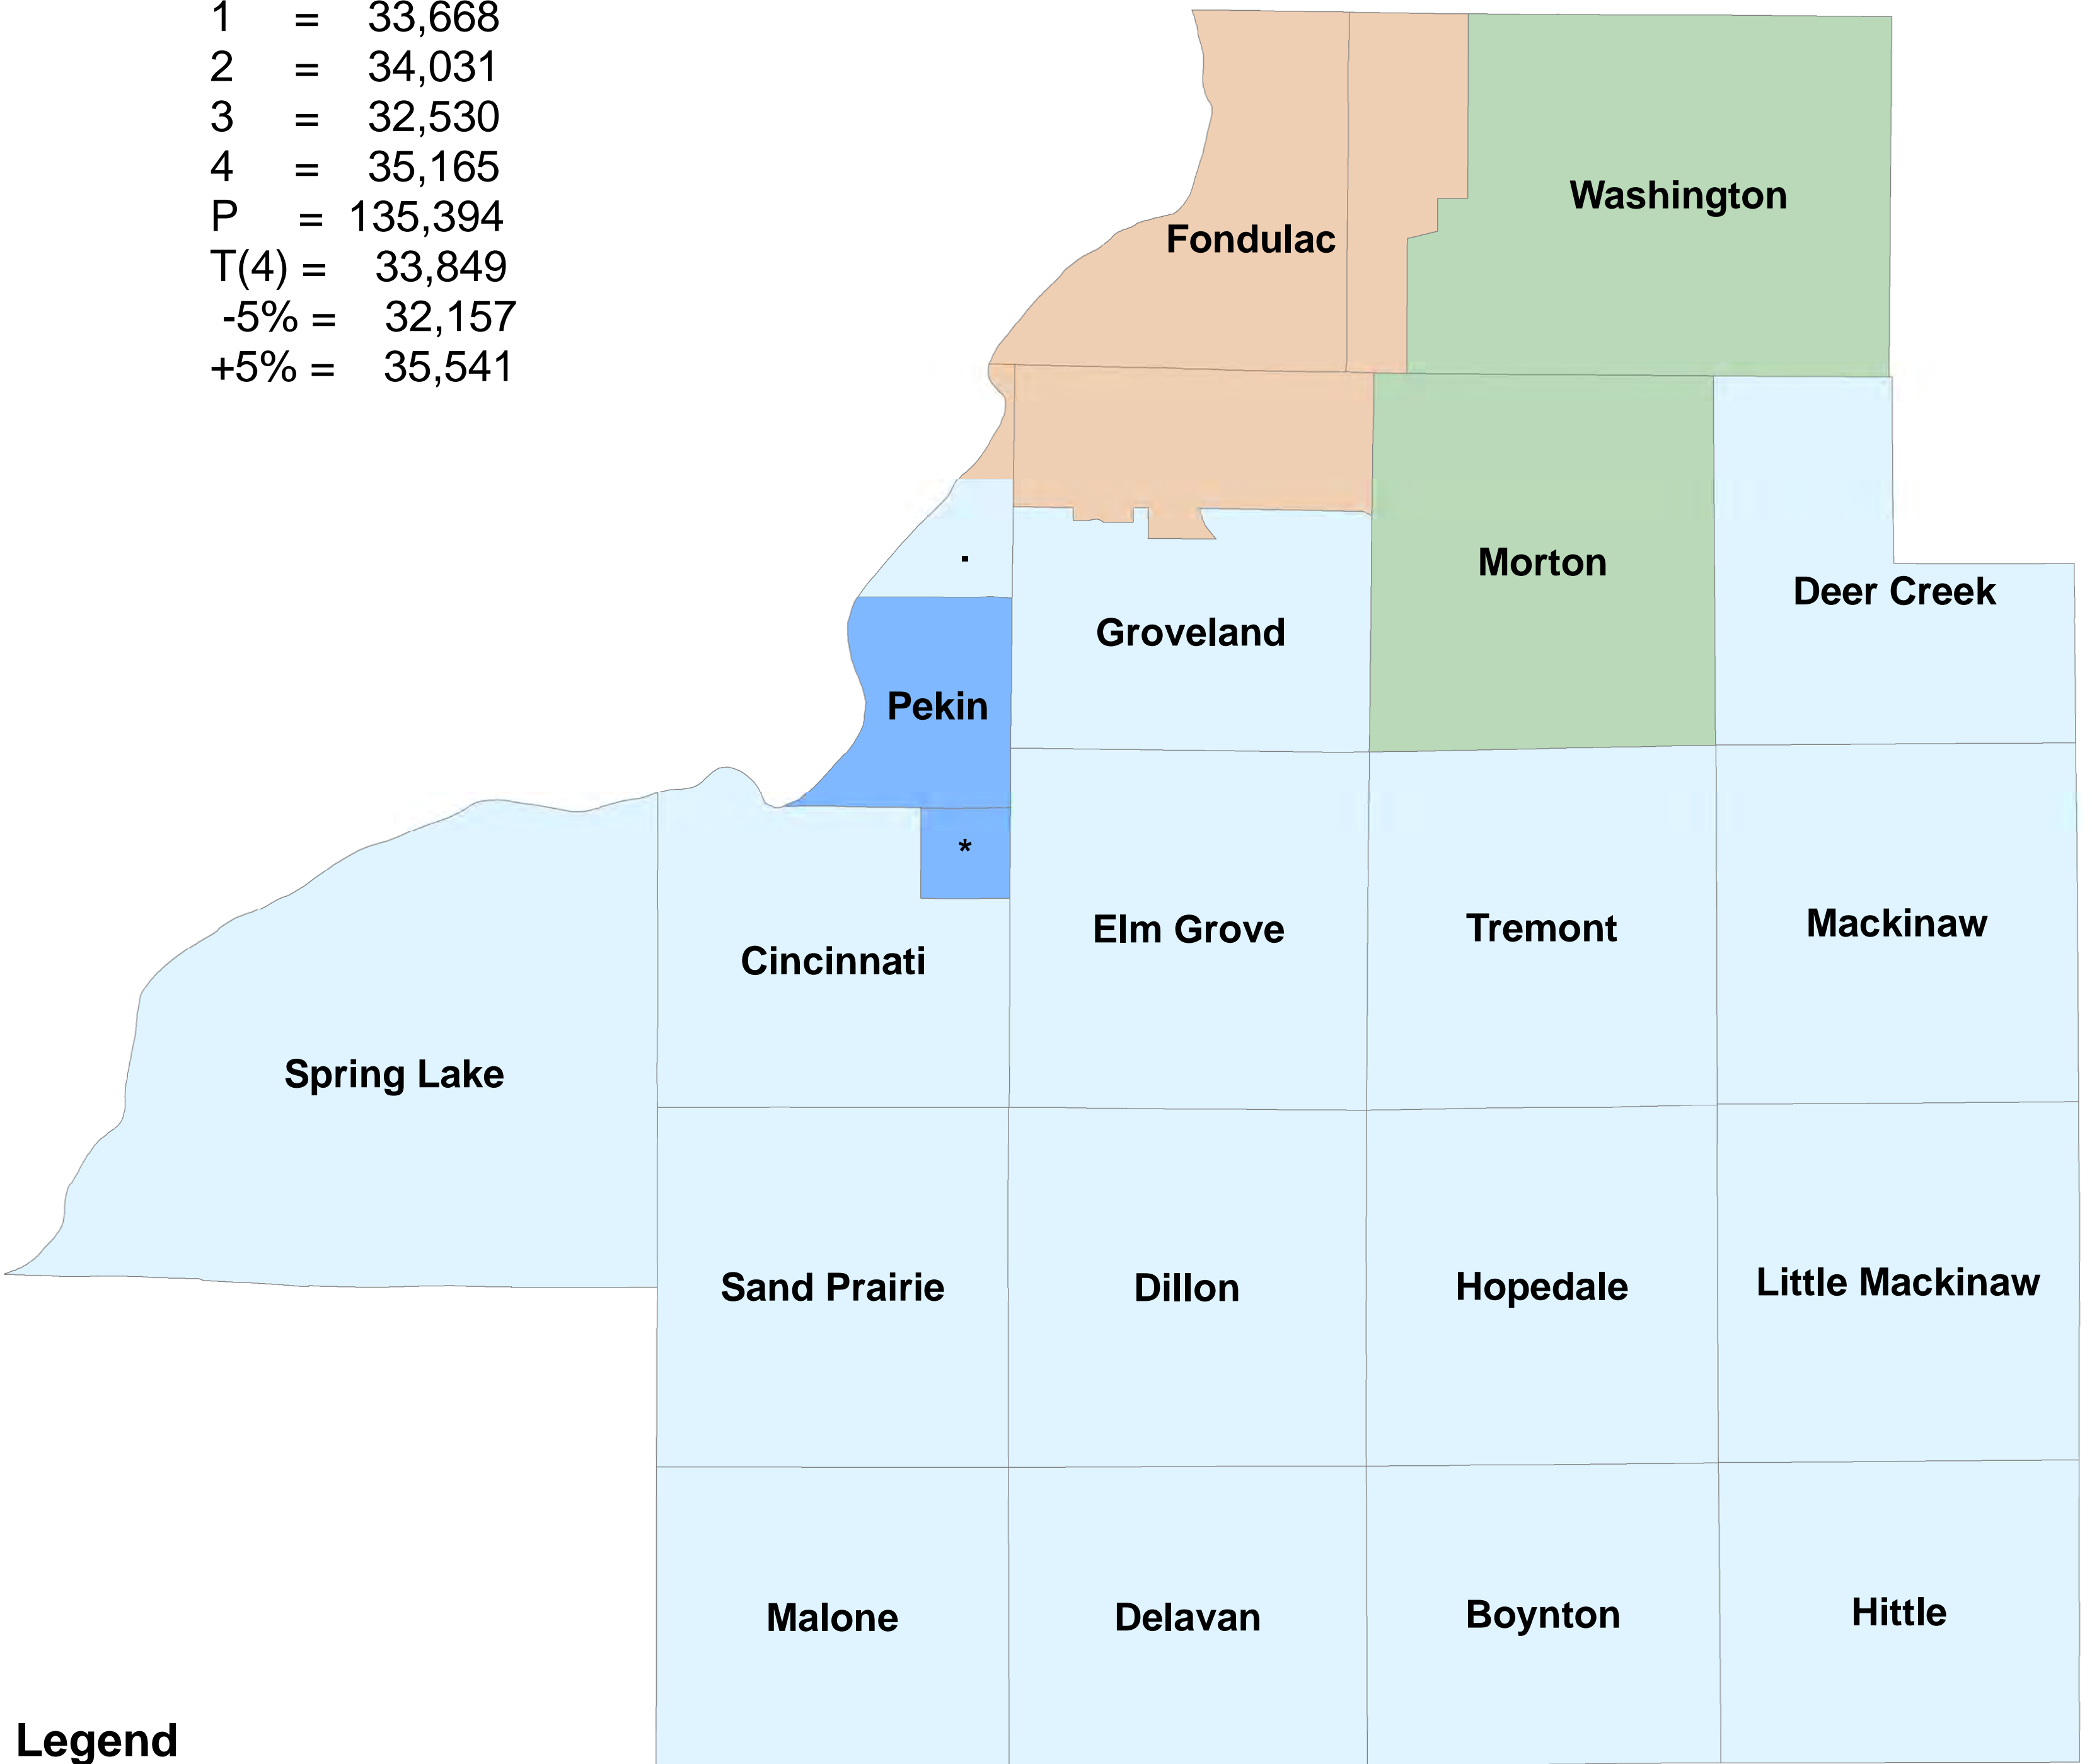 1 = 33,668
2 = 34,031
3 = 32,530
4 = 35,165
P = 135,394
T(4) = 33,849
-5% = 32,157
+5% = 35,541
Washington
Fondulac
.
Morton
Deer Creek
Groveland
Pekin
*
Cincinnati
Elm Grove
Tremont
Mackinaw
Spring Lake
Sand Prairie
Dillon
Hopedale
Little Mackinaw
Malone
Delavan
Boynton
Hittle
Legend